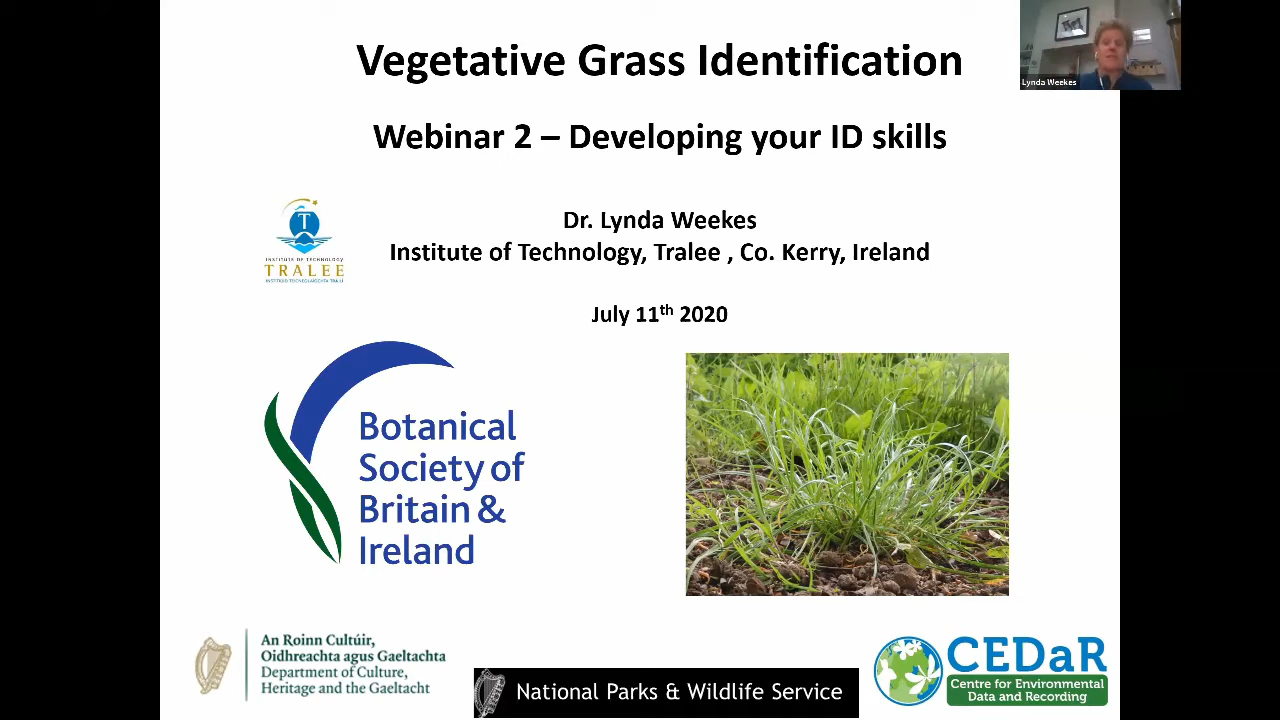 Vegetative Grass Identification
Lynda Weekes
Webinar 2 – Developing your ID skills
Dr. Lynda Weekes
Institute of Technology, Tralee , Co. Kerry, Ireland
T
INSTITUTE OF TECHNOLOGY
TRALEE
INSTITIÚID TEICNEOLAÍOCHTA TRÁ LÍ
July 11th 2020
Botanical
Society of
Britain &
Ireland
An Roinn Cultúir,
Oidhreachta agus Gaeltachta
Department of Culture,
Heritage and the Gaeltacht
National Parks & Wildlife Service
CEDaR
Centre for Environmental
Data and Recording